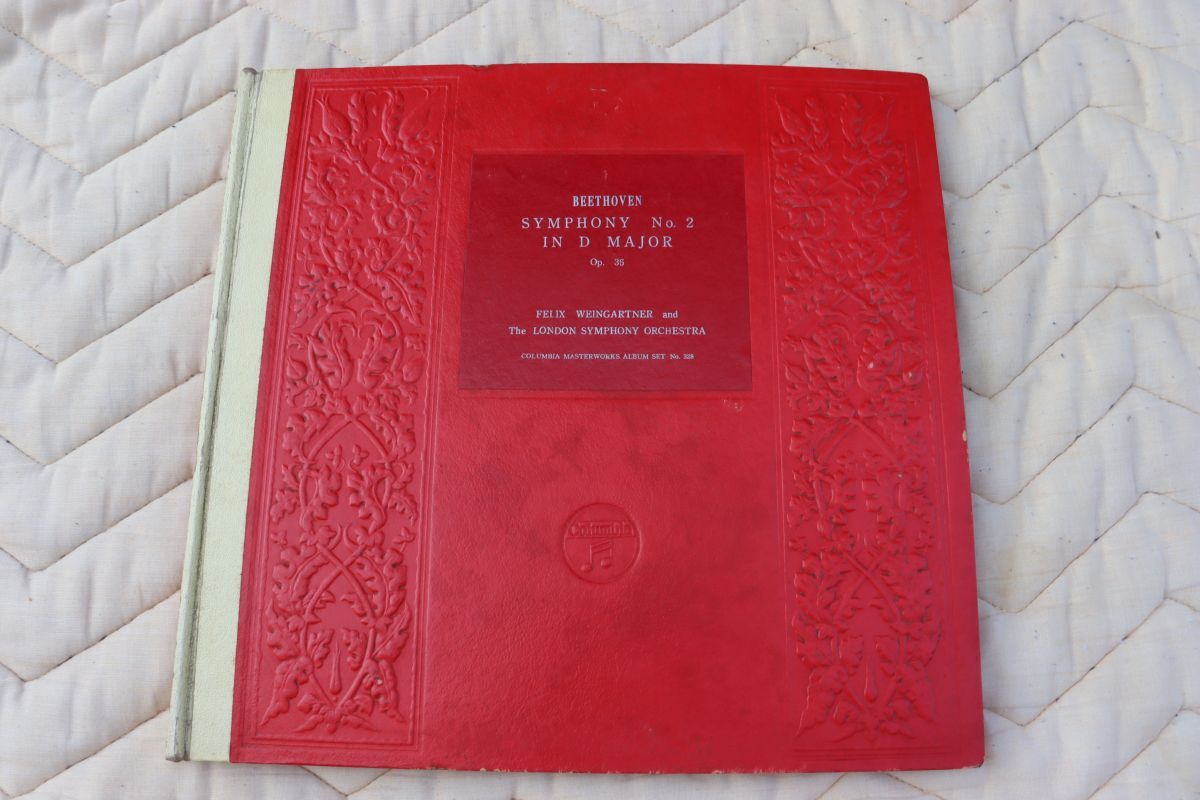 BEETHOVEN
SYMPHONY No. 2
IN D MAJOR
Op. 35
FELIX WEINGARTNER and
The LONDON SYMPHONY ORCHESTRA
COLUMBIA MASTERWORKS ALBUM SET No. 328
Columbia